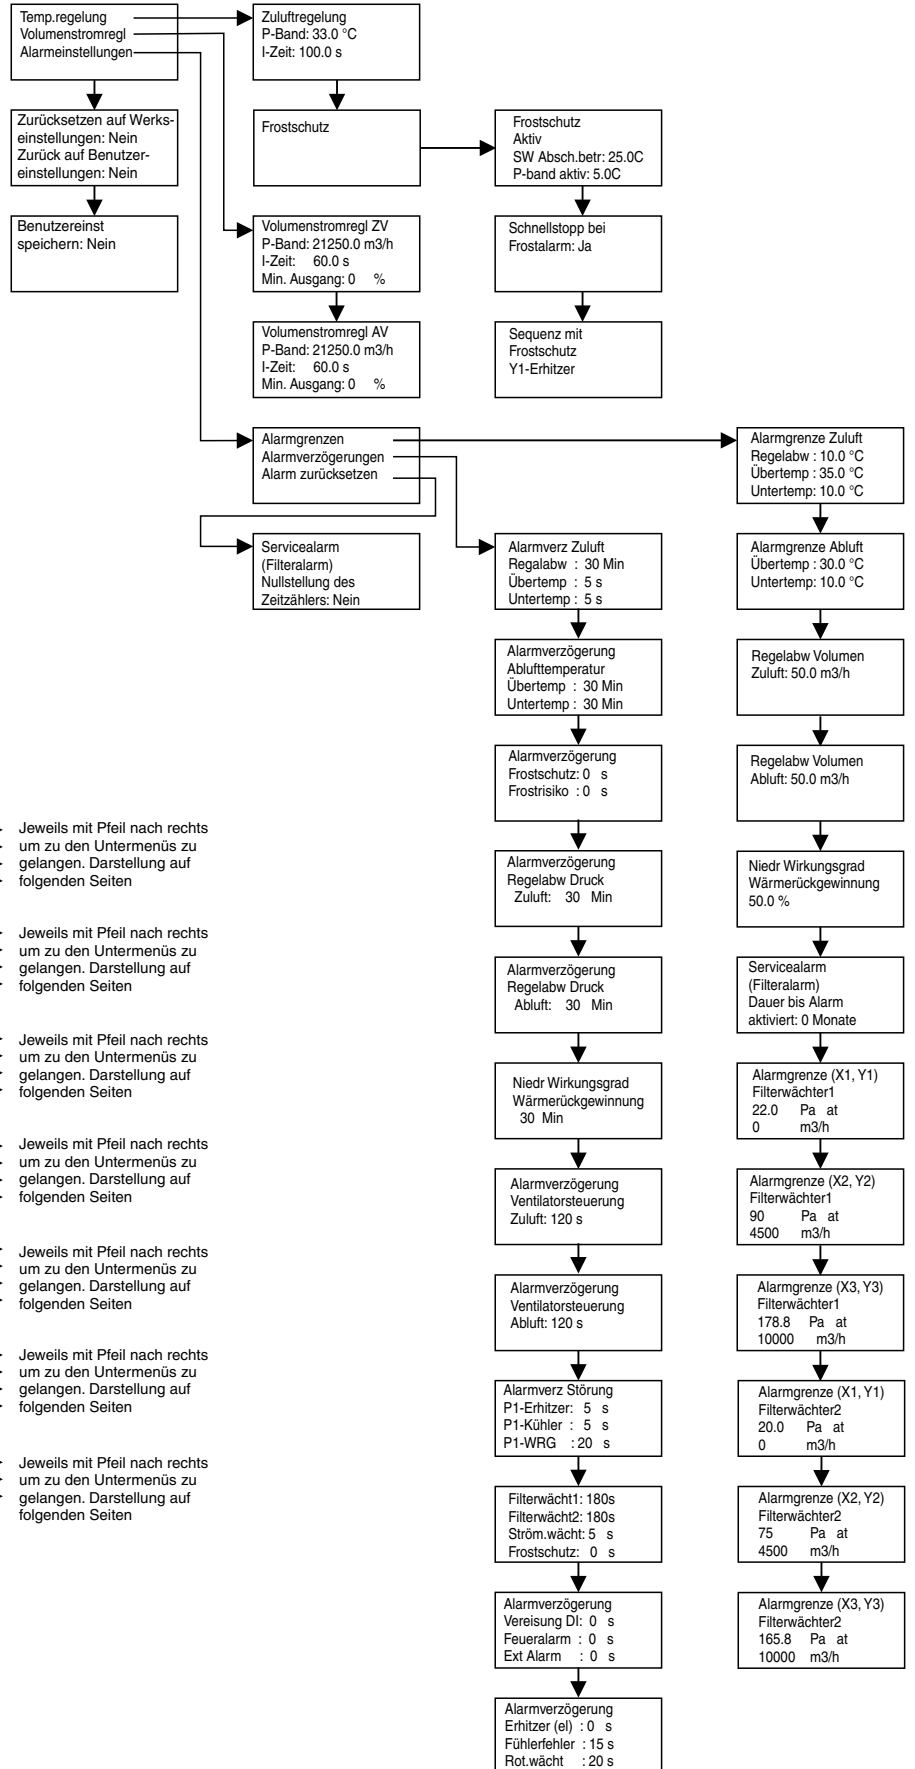 Temp.regelung
Volumenstromregl
Alarmeinstellungen
Zuluftregelung
P-Band: 33.0 °C
I-Zeit: 100.0 s
Zurücksetzen auf Werks-
einstellungen: Nein
Zurück auf Benutzer-
einstellungen: Nein
Frostschutz
Frostschutz
Aktiv
SW Absch.betr: 25.0C
P-band aktiv: 5.0C
Benutzereinst
speichern: Nein
Volumenstromregl ZV
P-Band: 21250.0 m3/h
I-Zeit: 60.0 s
Min. Ausgang: 0 %
Schnellstopp bei
Frostalarm: Ja
Volumenstromregl AV
P-Band: 21250.0 m3/h
I-Zeit: 60.0 s
Min. Ausgang: 0 %
Sequenz mit
Frostschutz
Y1-Erhitzer
Alarmgrenzen
Alarmverzögerungen
Alarm zurücksetzen
Alarmgrenze Zuluft
Regelabw : 10.0 °C
Übertemp : 35.0 °C
Untertemp: 10.0 °C
Servicealarm
(Filteralarm)
Nullstellung des
Zeitzählers: Nein
Alarmverz Zuluft
Regalabw : 30 Min
Übertemp : 5 s
Untertemp : 5 s
Alarmgrenze Abluft
Übertemp : 30.0 °C
Untertemp: 10.0 °C
Alarmverzögerung
Ablufttemperatur
Übertemp : 30 Min
Untertemp : 30 Min
Regelabw Volumen
Zuluft: 50.0 m3/h
Alarmverzögerung
Frostschutz: 0 s
Frostrisiko : 0 s
Regelabw Volumen
Abluft: 50.0 m3/h
Jeweils mit Pfeil nach rechts
um zu den Untermenüs zu
gelangen. Darstellung auf
folgenden Seiten
Alarmverzögerung
Regelabw Druck
Zuluft: 30 Min
Niedr Wirkungsgrad
Wärmerückgewinnung
50.0 %
Jeweils mit Pfeil nach rechts
um zu den Untermenüs zu
gelangen. Darstellung auf
folgenden Seiten
Alarmverzögerung
Regelabw Druck
Abluft: 30 Min
Servicealarm
(Filteralarm)
Dauer bis Alarm
aktiviert: 0 Monate
Jeweils mit Pfeil nach rechts
um zu den Untermenüs zu
gelangen. Darstellung auf
folgenden Seiten
Niedr Wirkungsgrad
Wärmerückgewinnung
30 Min
Alarmgrenze (X1, Y1)
Filterwächter1
22.0 Pa at
0 m3/h
Jeweils mit Pfeil nach rechts
um zu den Untermenüs zu
gelangen. Darstellung auf
folgenden Seiten
Alarmverzögerung
Ventilatorsteuerung
Zuluft: 120 s
Alarmgrenze (X2, Y2)
Filterwächter1
90 Pa at
4500 m3/h
Jeweils mit Pfeil nach rechts
um zu den Untermenüs zu
gelangen. Darstellung auf
folgenden Seiten
Alarmverzögerung
Ventilatorsteuerung
Abluft: 120 s
Alarmgrenze (X3, Y3)
Filterwächter1
178.8 Pa at
10000 m3/h
Jeweils mit Pfeil nach rechts
um zu den Untermenüs zu
gelangen. Darstellung auf
folgenden Seiten
Alarmverz Störung
P1-Erhitzer: 5 s
P1-Kühler : 5 s
P1-WRG : 20 s
Alarmgrenze (X1, Y1)
Filterwächter2
20.0 Pa at
0 m3/h
Jeweils mit Pfeil nach rechts
um zu den Untermenüs zu
gelangen. Darstellung auf
folgenden Seiten
Filterwächt1: 180s
Filterwächt2: 180s
Ström.wächt: 5 s
Frostschutz: 0 s
Alarmgrenze (X2, Y2)
Filterwächter2
75 Pa at
4500 m3/h
Alarmverzögerung
Vereisung DI: 0 s
Feueralarm : 0 s
Ext Alarm : 0 s
Alarmgrenze (X3, Y3)
Filterwächter2
165.8 Pa at
10000 m3/h
Alarmverzögerung
Erhitzer (el) : 0 s
Fühlerfehler : 15 s
Rot.wächt : 20 s